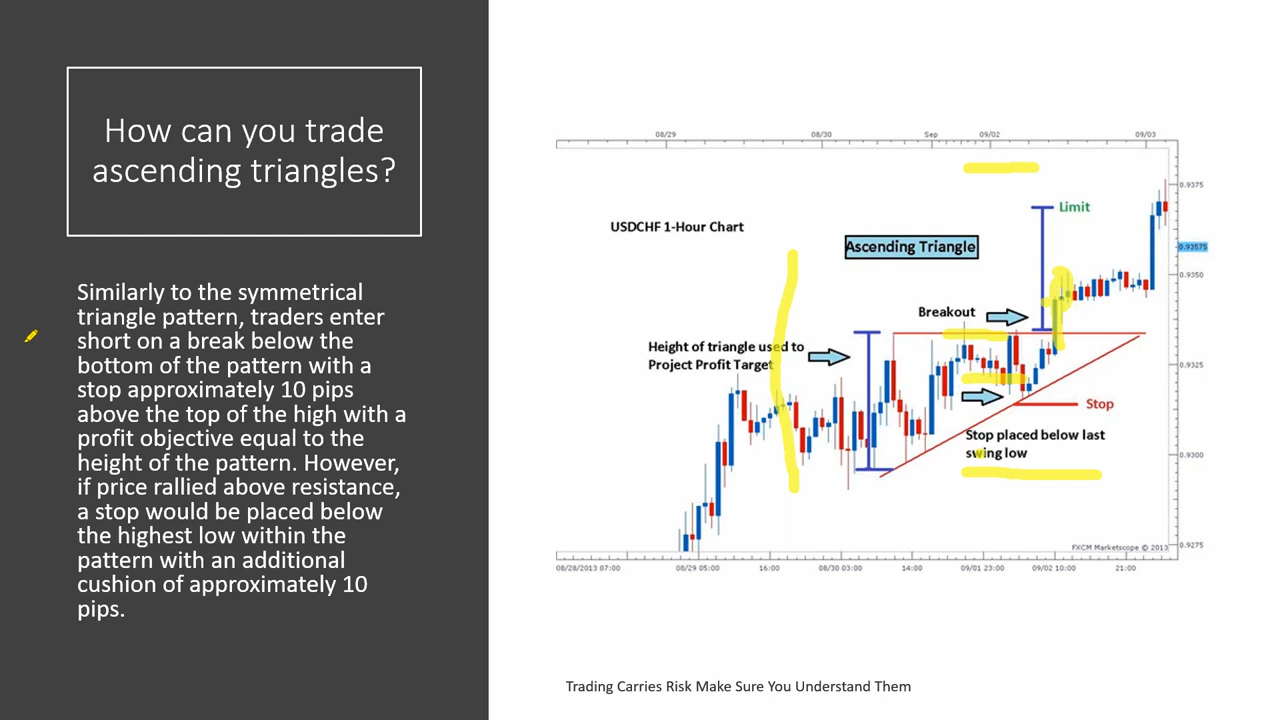 How can you trade
ascending triangles?
Similarly to the symmetrical
triangle pattern, traders enter
short on a break below the
bottom of the pattern with a
stop approximately 10 pips
above the top of the high with a
profit objective equal to the
height of the pattern. However,
if price rallied above resistance,
a stop would be placed below
the highest low within the
pattern with an additional
cushion of approximately 10
pips.
08/29 08/30 Sep 09/02 09/03
0.9375
Limit
USDCHF 1-Hour Chart
Ascending Triangle
0.93575
0.9350
Breakout
Height of triangle used to
Project Profit Target
0.9325
Stop
Stop placed below last
swing low
0.9300
FXCM Marketscope © 2013
0.9275
08/28/2013 07:00 08/29 05:00 16:00 08/30 03:00 14:00 09/01 23:00 09/02 10:00 21:00
Trading Carries Risk Make Sure You Understand Them